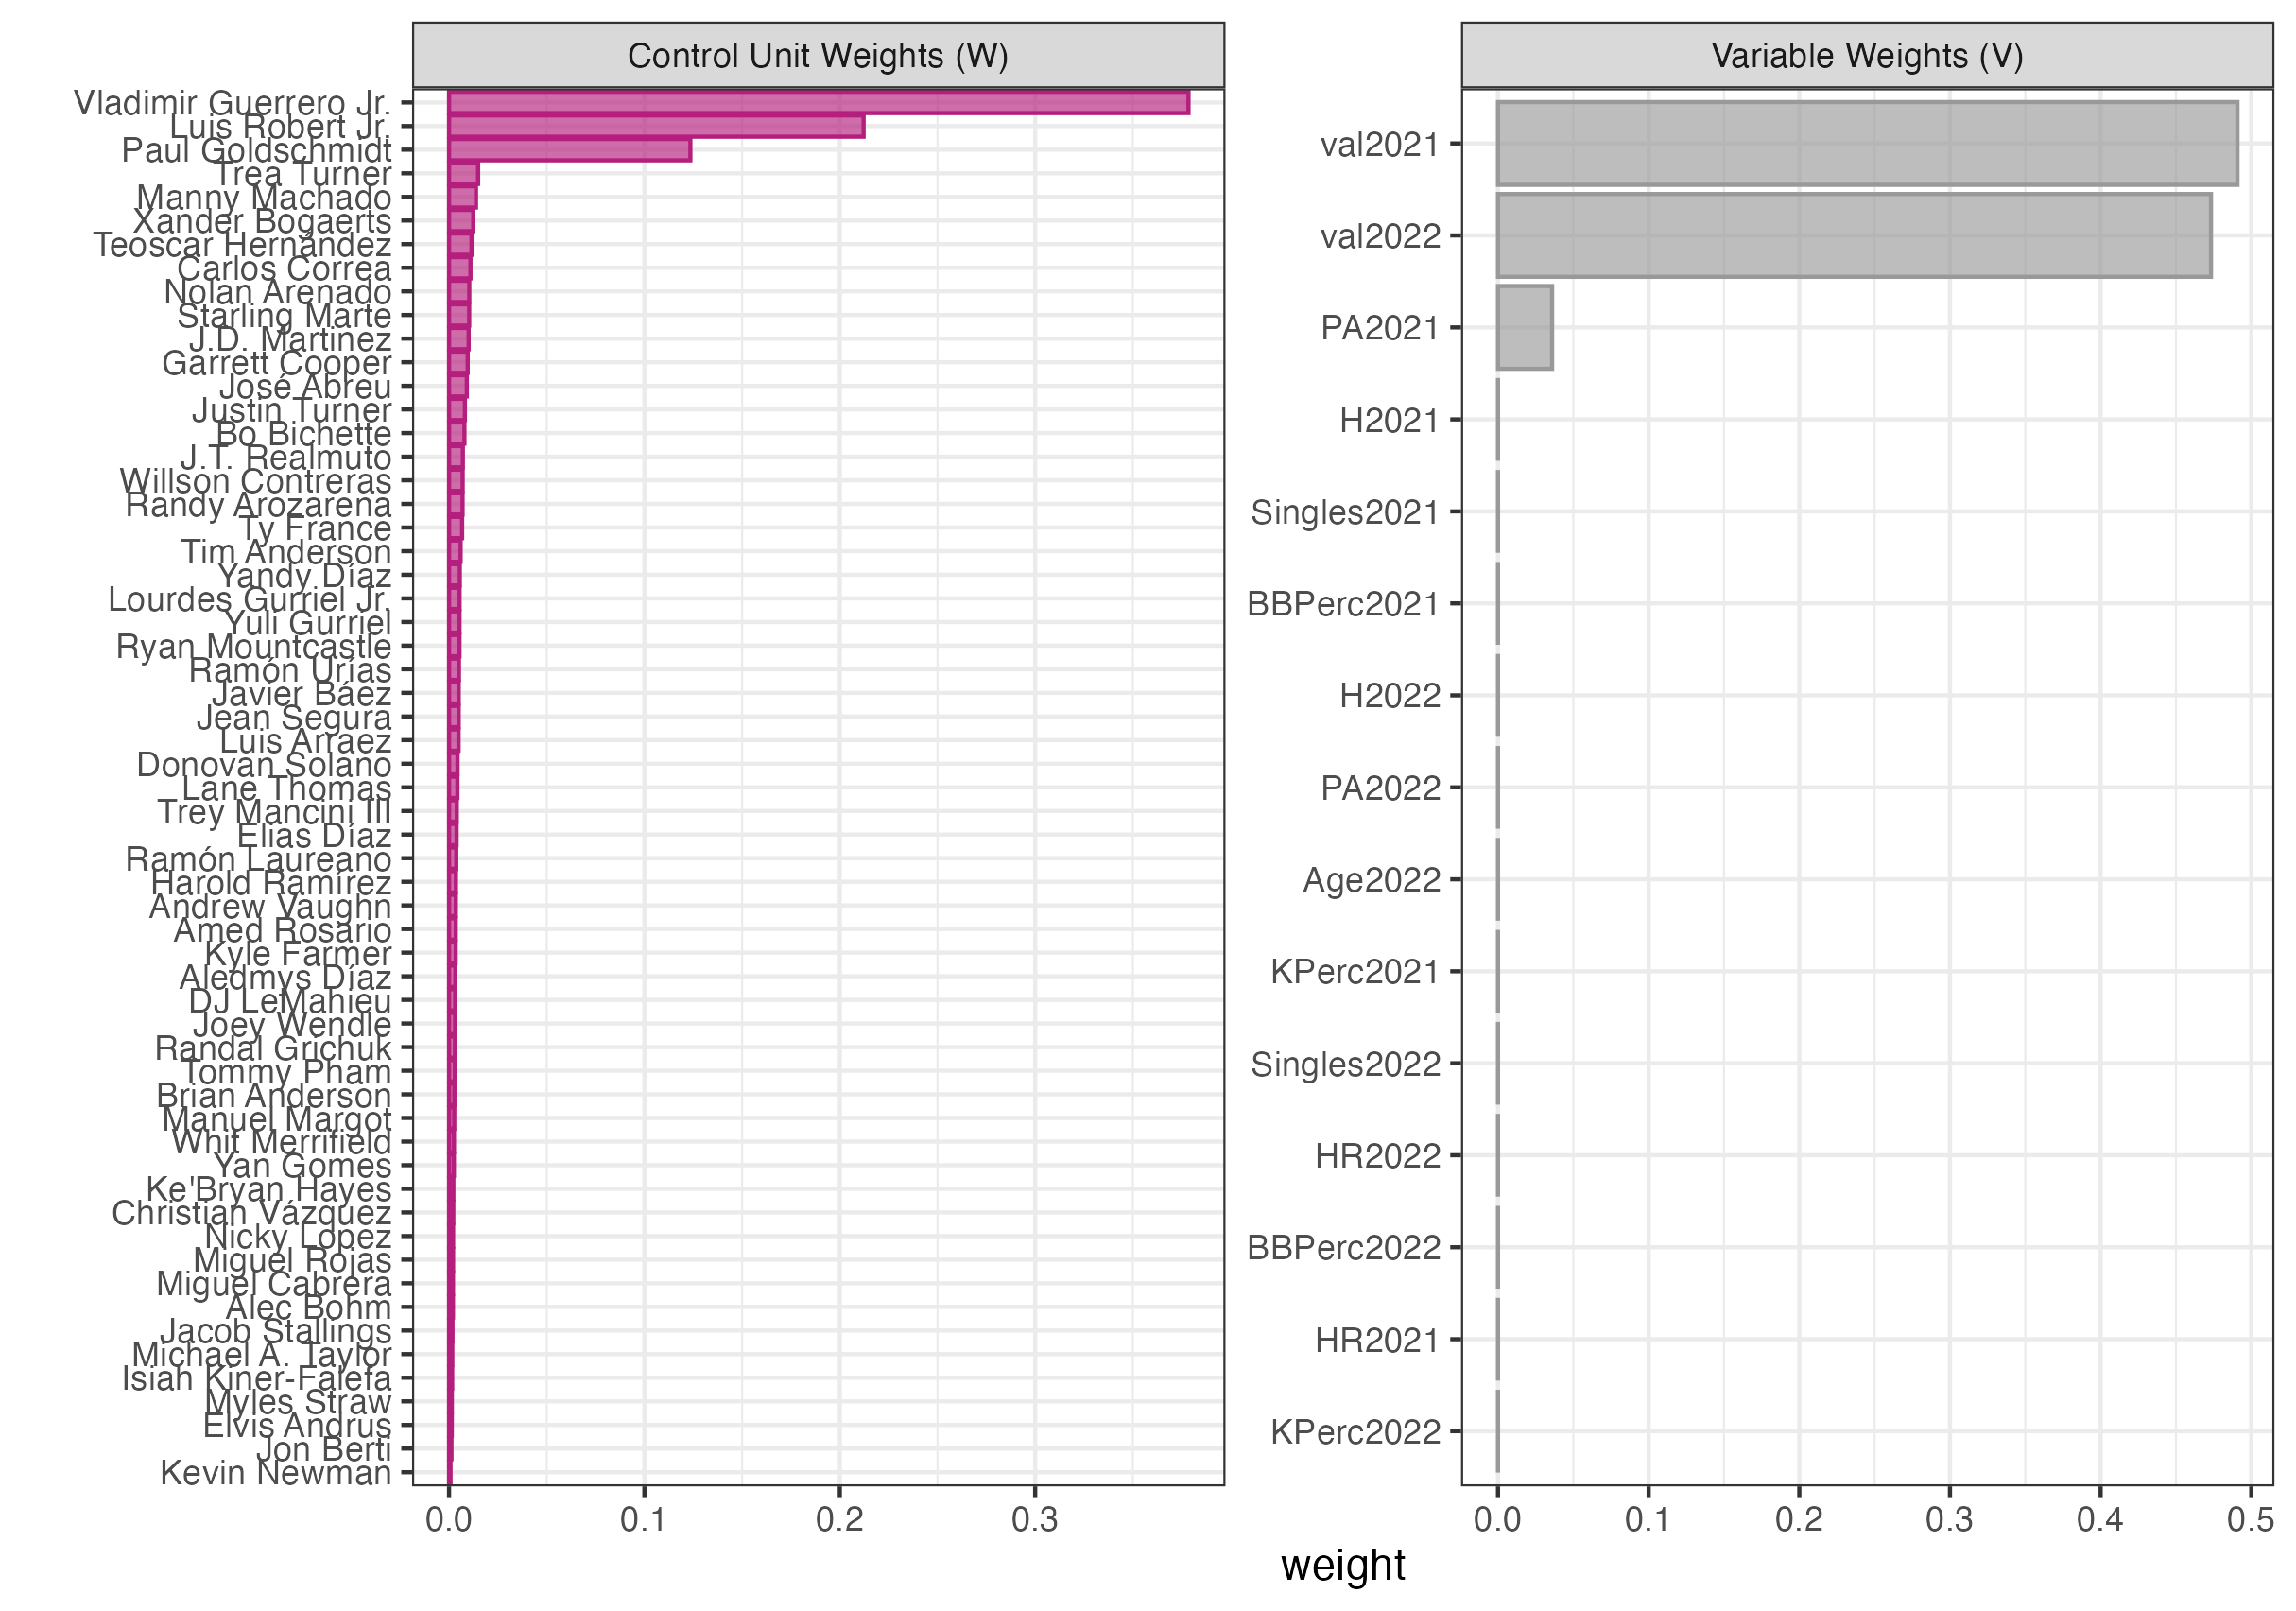 Control Unit Weights (W)
Vladimir Guerrero Jr.
Luis Robert Jr.
Paul Goldschmidt
Trea Turner
Manny Machado
Xander Bogaerts
Teoscar Hernández
Carlos Correa
Nolan Arenado
Starling Marte
J.D. Martinez
Garrett Cooper
José Abreu
Justin Turner
Bo Bichette
J.T. Realmuto
Willson Contreras
Randy Arozarena
Ty France
Tim Anderson
Yandy Díaz
Lourdes Gurriel Jr.
Yuli Gurriel
Ryan Mountcastle
Ramón Urías
Javier Báez
Jean Segura
Luis Arraez
Donovan Solano
Lane Thomas
Trey Mancini III
Elias Díaz
Ramón Laureano
Harold Ramírez
Andrew Vaughn
Amed Rosario
Kyle Farmer
Aledmys Díaz
DJ LeMahieu
Joey Wendle
Randal Grichuk
Tommy Pham
Brian Anderson
Manuel Margot
Whit Merrifield
Yan Gomes
Ke'Bryan Hayes
Christian Vázquez
Nicky Lopez
Miguel Rojas
Miguel Cabrera
Alec Bohm
Jacob Stallings
Michael A. Taylor
Isiah Kiner-Falefa
Myles Straw
Elvis Andrus
Jon Berti
Kevin Newman
0.0 0.1 0.2 0.3
Variable Weights (V)
val2021
val2022
PA2021
H2021
Singles2021
BBPerc2021
H2022
PA2022
Age2022
KPerc2021
Singles2022
HR2022
BBPerc2022
HR2021
KPerc2022
0.0 0.1 0.2 0.3 0.4 0.5
weight